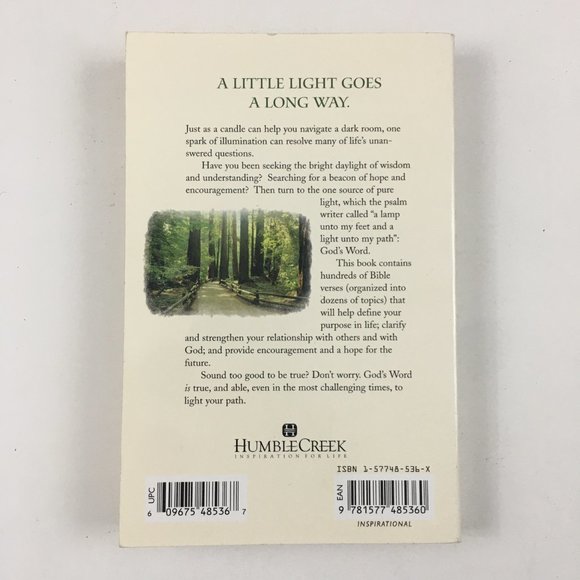 A LITTLE LIGHT GOES
A LONG WAY.
Just as a candle can help you navigate a dark room, one
spark of illumination can resolve many of life's unan-
swered questions.
Have you been seeking the bright daylight of wisdom
and understanding? Searching for a beacon of hope and
encouragement? Then turn to the one source of pure
light, which the psalm
writer called "a lamp
unto my feet and a
light unto my path":
God's Word.
This book contains
hundreds of Bible
verses (organized into
dozens of topics) that
will help define your
purpose in life; clarify
and strengthen your relationship with others and with
God; and provide encouragement and a hope for the
future.
Sound too good to be true? Don't worry. God's Word
is true, and able, even in the most challenging times, to
light your path.
HUMBLECREEK
INSPIRATION FOR LIFE
ISBN 1-57748-536-X
UPC
6 09675 48536 7
EAN
9 781577 485360
INSPIRATIONAL